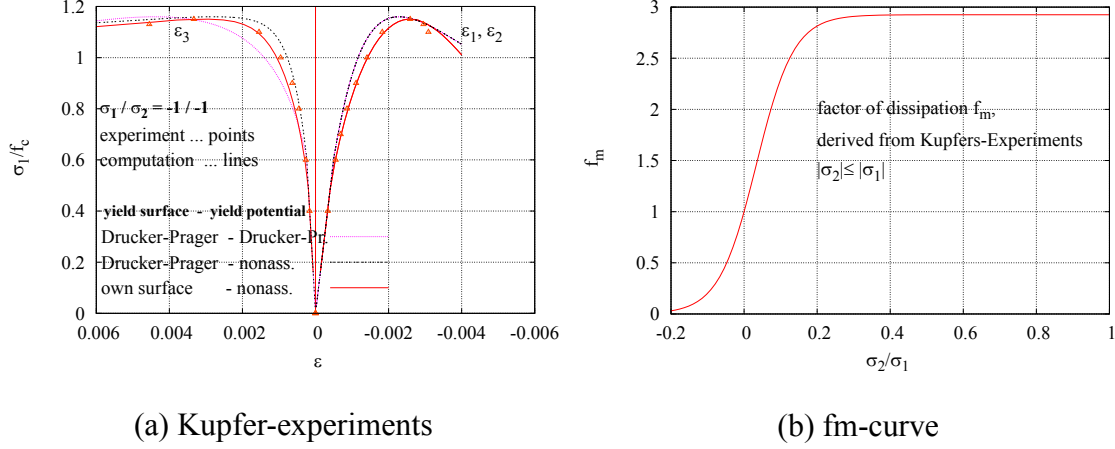 1.2
1
0.8
0.6
0.4
0.2
0
σ1/fc
ε3
ε1, ε2
σ1 / σ2 = -1 / -1
experiment ... points
computation ... lines
yield surface - yield potential
Drucker-Prager - Drucker-Pr.
Drucker-Prager - nonass.
own surface - nonass.
0.006 0.004 0.002 0 -0.002 -0.004 -0.006
ε
(a) Kupfer-experiments
3
2.5
2
1.5
1
0.5
0
fm
factor of dissipation fm,
derived from Kupfers-Experiments
|σ2|≤ |σ1|
-0.2 0 0.2 0.4 0.6 0.8 1
σ2/σ1
(b) fm-curve